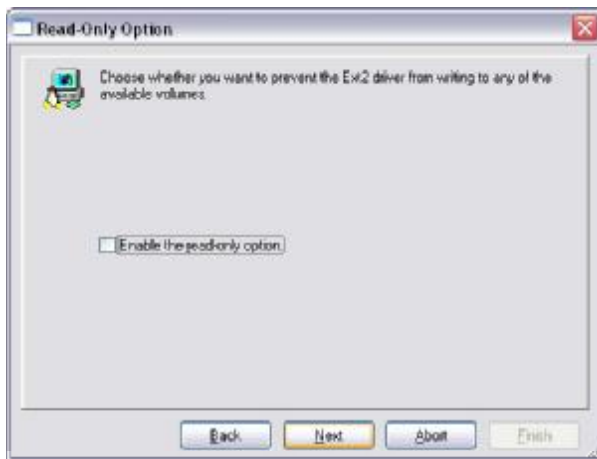 Read-Only Option
Choose whether you want to prevent the Ext2 driver from writing to any of the
available volumes.
Enable the read-only option.
Back
Next
Abort
Finish